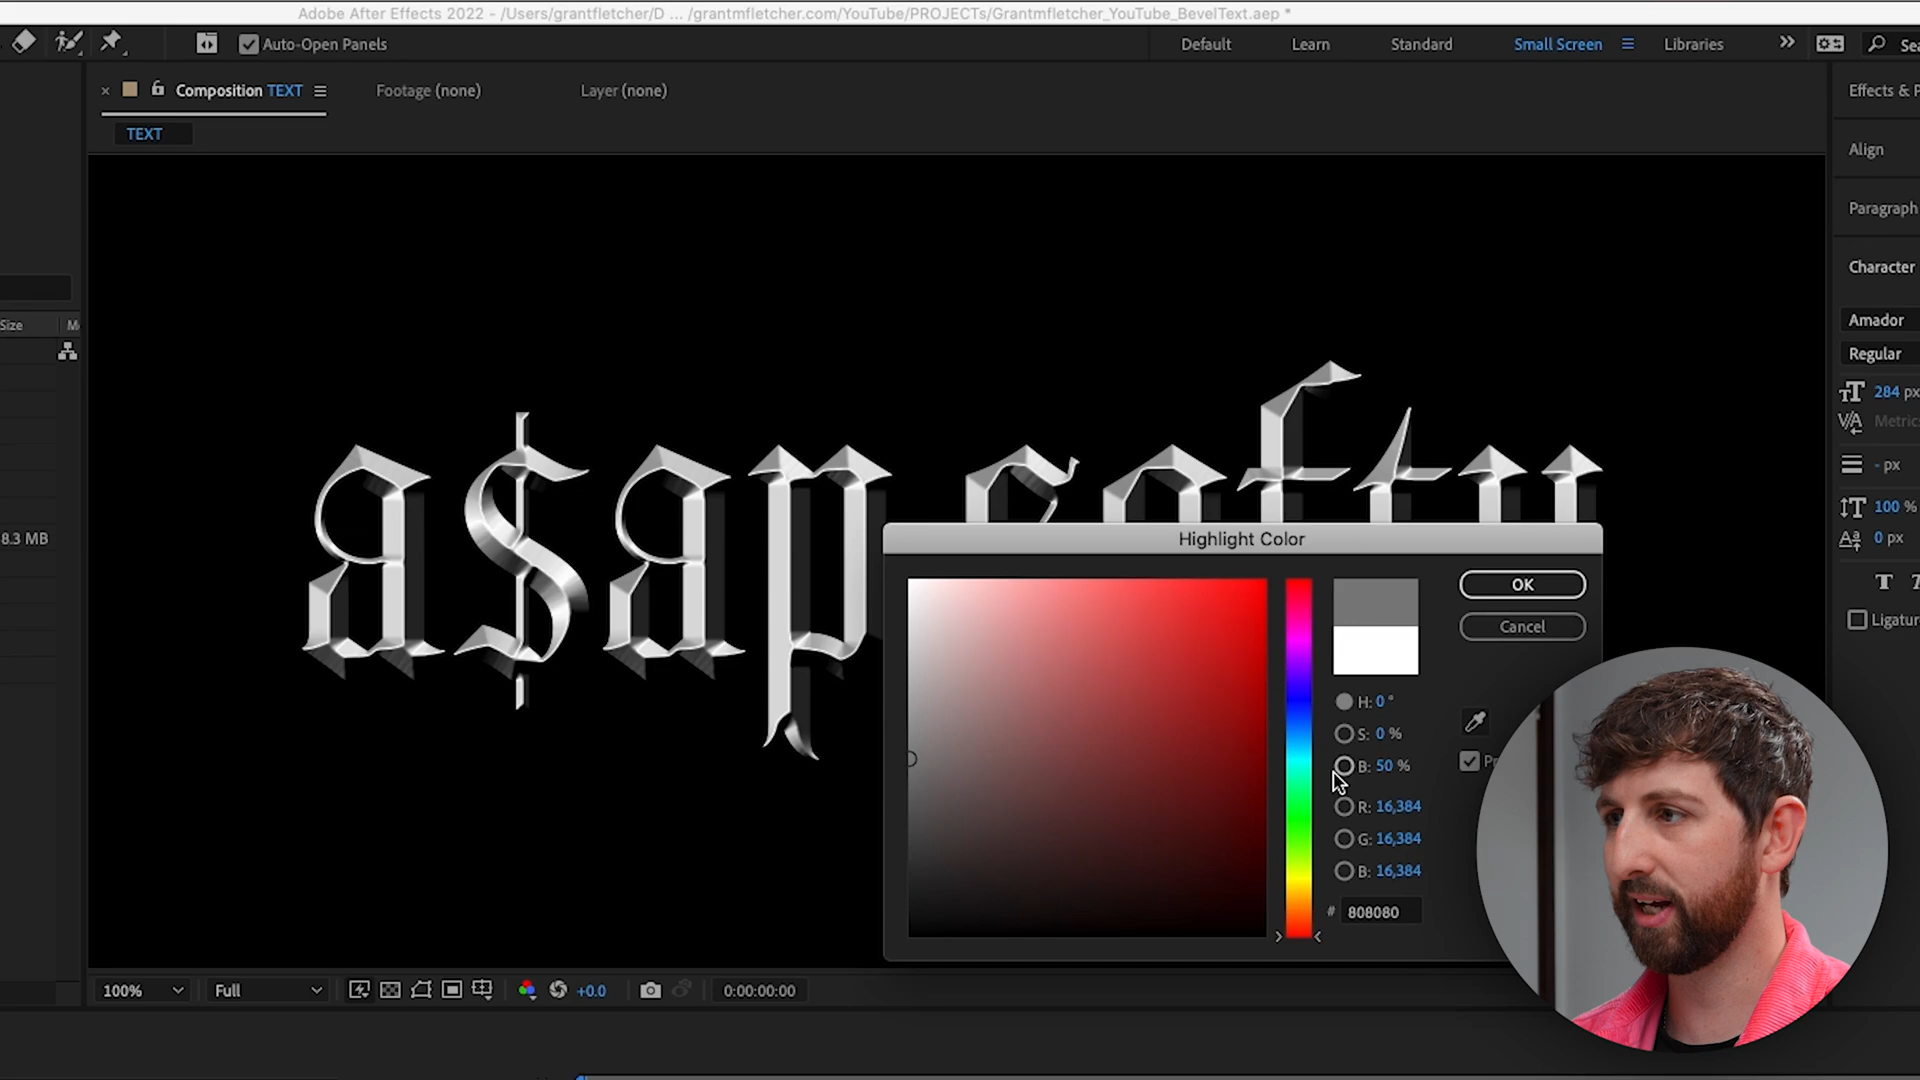 Adobe After Effects 2022 - /Users/grantfletcher/D ... /grantmfletcher.com/YouTube/PROJECTs/Grantmfletcher_YouTube_BevelText.aep *
Auto-Open Panels
Default
Learn
Standard
Small Screen
Libraries
Composition TEXT
Footage (none)
Layer (none)
Effects &
TEXT
Align
Paragraph
Character
Size
Amador
Regular
284 px
- px
100 %
8.3 MB
0 px
Ligatur
a$ap
Highlight Color
OK
Cancel
H: 0 °
S: 0 %
B: 50 %
R: 16,384
G: 16,384
B: 16,384
# 808080
100%
Full
+0.0
0:00:00:00